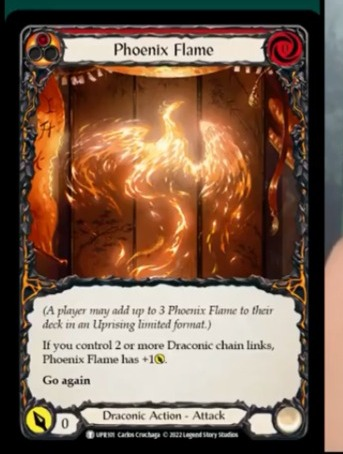 Phoenix Flame
(A player may add up to 3 Phoenix Flame to their
deck in an Uprising limited format.)
If you control 2 or more Draconic chain links,
Phoenix Flame has +1
Go again
0
Draconic Action - Attack
T UPR101 Carlos Cruchaga © 2022 Legend Story Studios